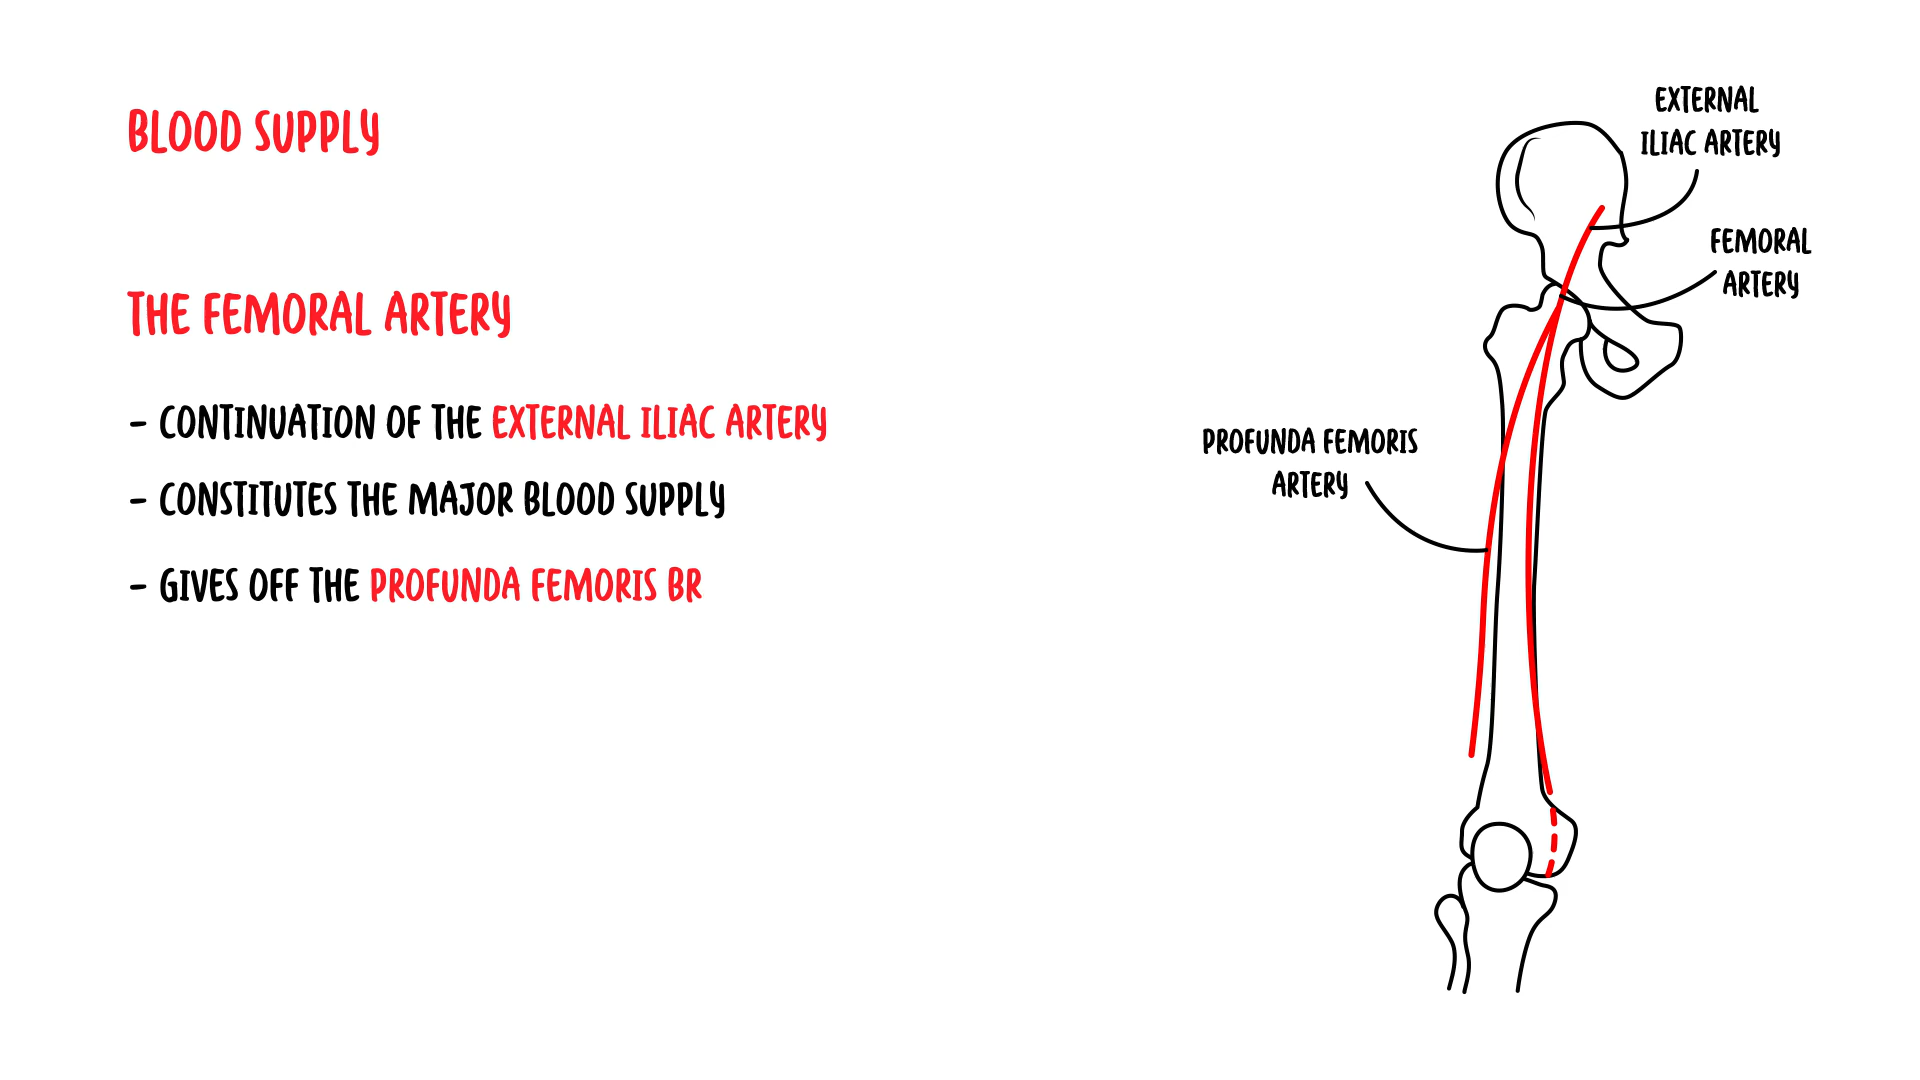 BLOOD SUPPLY
THE FEMORAL ARTERY
- CONTINUATION OF THE EXTERNAL ILIAC ARTERY
- CONSTITUTES THE MAJOR BLOOD SUPPLY
- GIVES OFF THE PROFUNDA FEMORIS BR
EXTERNAL
ILIAC ARTERY
FEMORAL
ARTERY
PROFUNDA FEMORIS
ARTERY